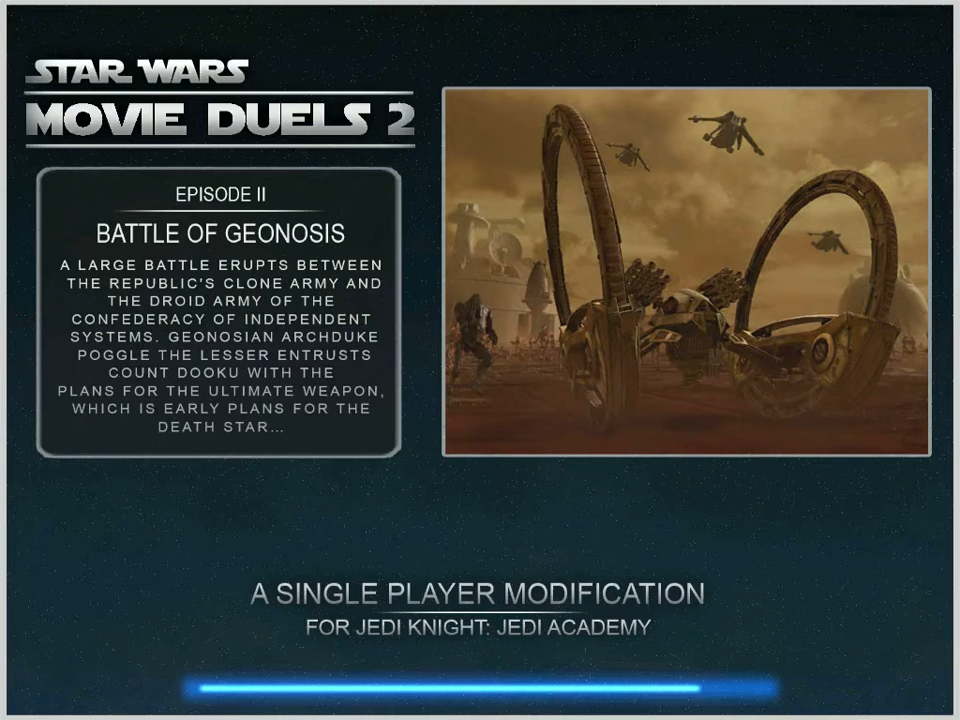 STAR WARS
MOVIE DUELS 2
EPISODE II
BATTLE OF GEONOSIS
A LARGE BATTLE ERUPTS BETWEEN
THE REPUBLIC'S CLONE ARMY AND
THE DROID ARMY OF THE
CONFEDERACY OF INDEPENDENT
SYSTEMS. GEONOSIAN ARCHDUKE
POGGLE THE LESSER ENTRUSTS
COUNT DOOKU WITH THE
PLANS FOR THE ULTIMATE WEAPON,
WHICH IS EARLY PLANS FOR THE
DEATH STAR...
A SINGLE PLAYER MODIFICATION
FOR JEDI KNIGHT: JEDI ACADEMY